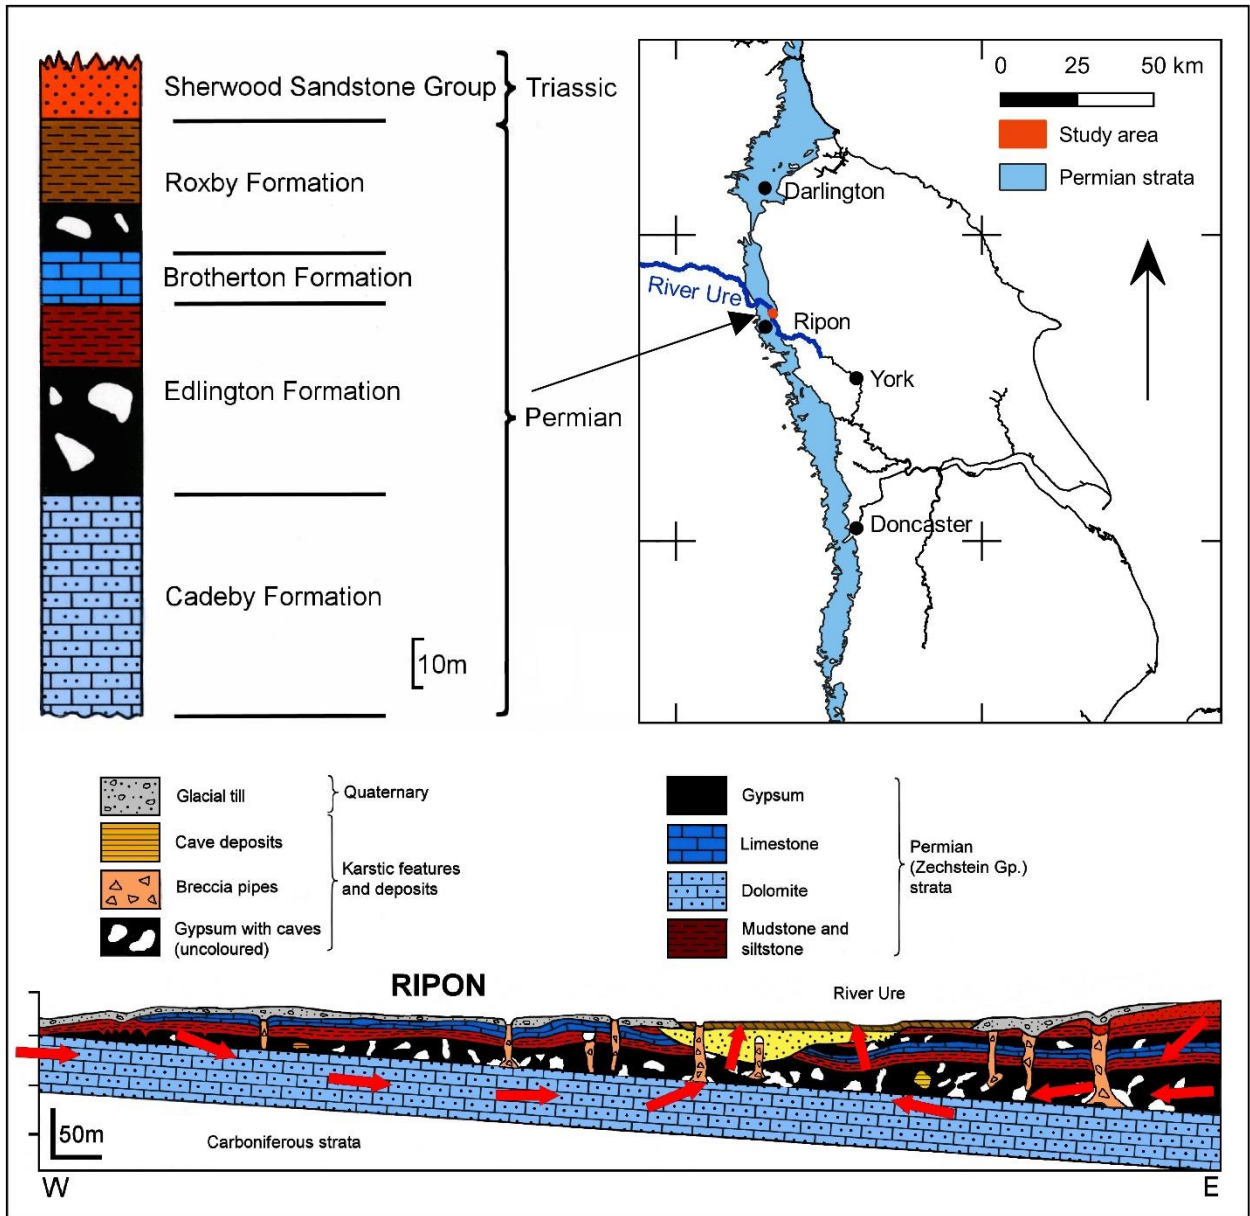 Sherwood Sandstone Group
Triassic
Roxby Formation
Brotherton Formation
Edlington Formation
Permian
Cadeby Formation
10m
0 25 50 km
Study area
Permian strata
Darlington
River Ure
Ripon
York
Doncaster
Glacial till
Quaternary
Cave deposits
Breccia pipes
Karstic features
and deposits
Gypsum with caves
(uncoloured)
Gypsum
Limestone
Dolomite
Mudstone and
siltstone
Permian
(Zechstein Gp.)
strata
RIPON
River Ure
50m
Carboniferous strata
W
E